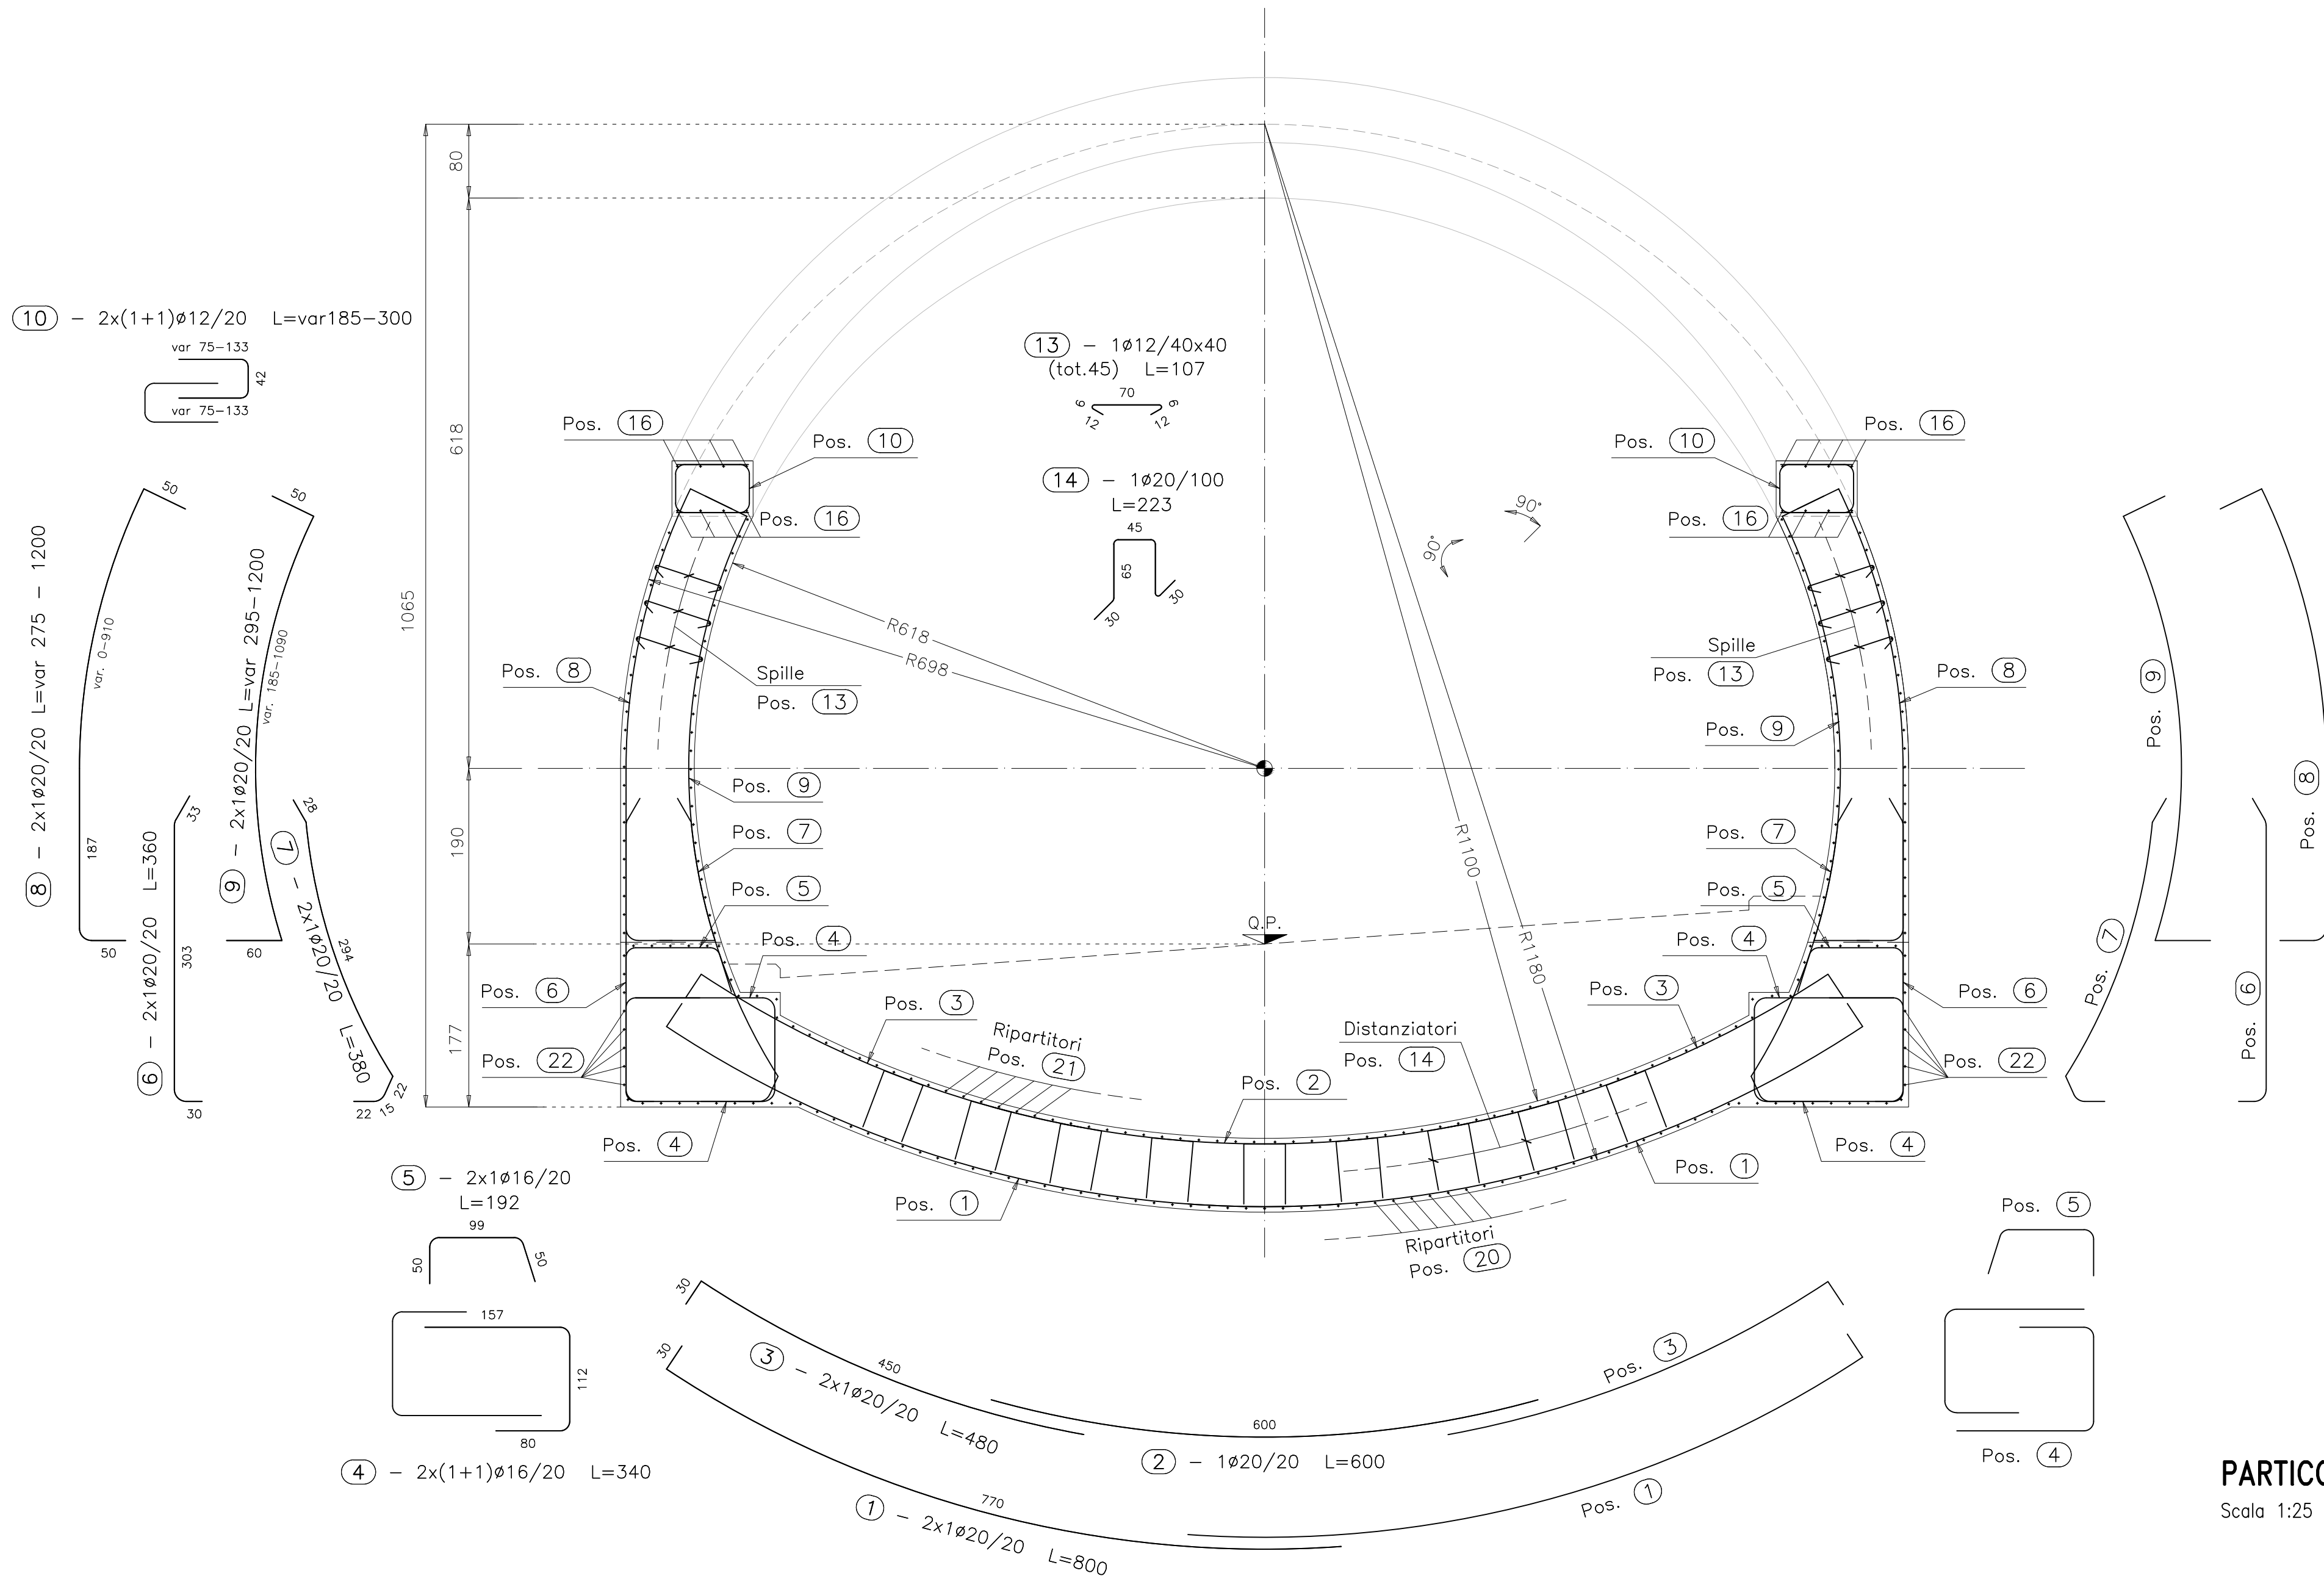 80
618
1065
190
177
10 - 2x(1+1)ø12/20 L=var185-300
var 75-133
42
var 75-133
13 - 1ø12/40x40
(tot.45) L=107
70
6
6
12
12
14 - 1ø20/100
L=223
45
65
30
30
Pos. 16
Pos. 10
Pos. 16
Pos. 10
Pos. 16
Pos. 16
90°
90°
50
50
8 - 2x1ø20/20 L=var 275 - 1200
var. 0-910
187
50
9 - 2x1ø20/20 L=var 295-1200
var. 185-1090
60
6 - 2x1ø20/20 L=360
33
303
30
7 - 2x1ø20/20 L=380
28
294
22
15
22
R618
R698
R1100
R1180
Pos. 8
Spille
Pos. 13
Spille
Pos. 13
Pos. 8
Pos. 9
Pos. 9
Pos. 7
Pos. 7
Pos. 5
Pos. 5
Pos. 4
Pos. 4
Q.P.
Pos. 6
Pos. 6
Pos. 3
Pos. 3
Pos. 22
Pos. 22
Ripartitori
Pos. 21
Distanziatori
Pos. 14
Pos. 2
Pos. 4
Pos. 4
Pos. 1
Pos. 1
Ripartitori
Pos. 20
Pos. 9
Pos. 8
Pos. 7
Pos. 6
5 - 2x1ø16/20
L=192
99
50
50
157
112
80
4 - 2x(1+1)ø16/20 L=340
30
450
3 - 2x1ø20/20 L=480
Pos. 3
600
2 - 1ø20/20 L=600
30
770
1 - 2x1ø20/20 L=800
Pos. 1
Pos. 5
Pos. 4
PARTICO
Scala 1:25